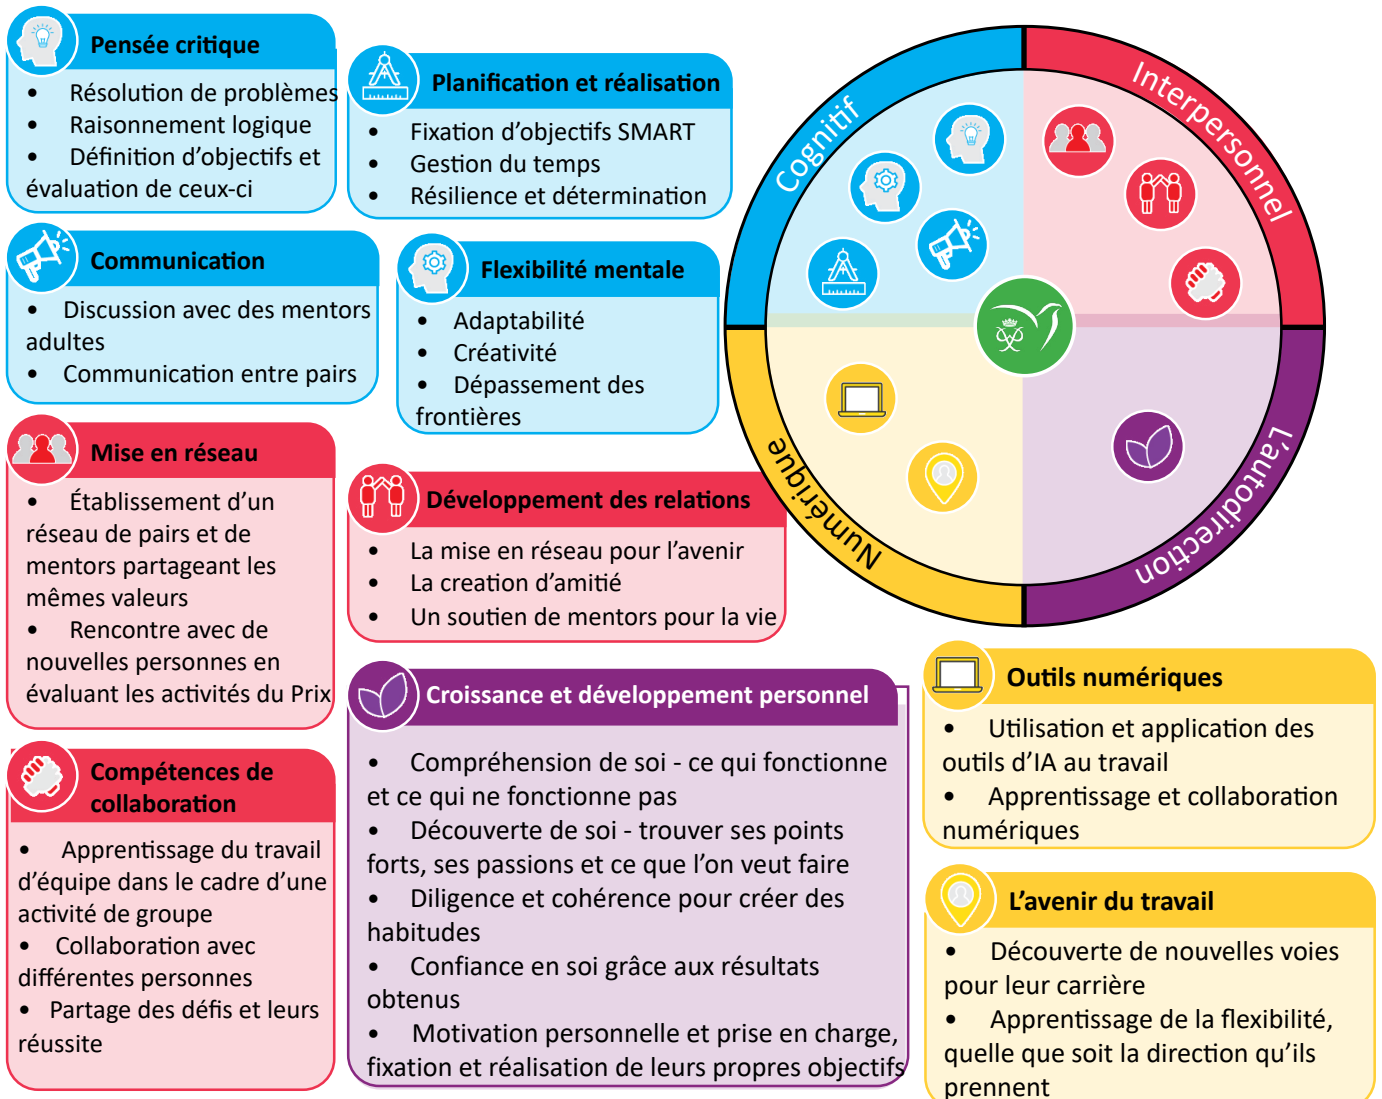 Pensée critique
• Résolution de problèmes
• Raisonnement logique
• Définition d'objectifs et
évaluation de ceux-ci
Planification et réalisation
• Fixation d'objectifs SMART
• Gestion du temps
• Résilience et détermination
Communication
• Discussion avec des mentors
adultes
• Communication entre pairs
Flexibilité mentale
• Adaptabilité
• Créativité
• Dépassement des
frontières
Cognitif
Interpersonnel
Numérique
L'autodirection
Mise en réseau
• Établissement d'un
réseau de pairs et de
mentors partageant les
mêmes valeurs
• Rencontre avec de
nouvelles personnes en
évaluant les activités du Prix
Développement des relations
• La mise en réseau pour l'avenir
• La creation d'amitié
• Un soutien de mentors pour la vie
Compétences de
collaboration
• Apprentissage du travail
d'équipe dans le cadre d'une
activité de groupe
• Collaboration avec
différentes personnes
• Partage des défis et leurs
réussite
Croissance et développement personnel
• Compréhension de soi - ce qui fonctionne
et ce qui ne fonctionne pas
• Découverte de soi - trouver ses points
forts, ses passions et ce que l'on veut faire
• Diligence et cohérence pour créer des
habitudes
• Confiance en soi grâce aux résultats
obtenus
• Motivation personnelle et prise en charge,
fixation et réalisation de leurs propres objectifs
Outils numériques
• Utilisation et application des
outils d'IA au travail
• Apprentissage et collaboration
numériques
L'avenir du travail
• Découverte de nouvelles voies
pour leur carrière
• Apprentissage de la flexibilité,
quelle que soit la direction qu'ils
prennent